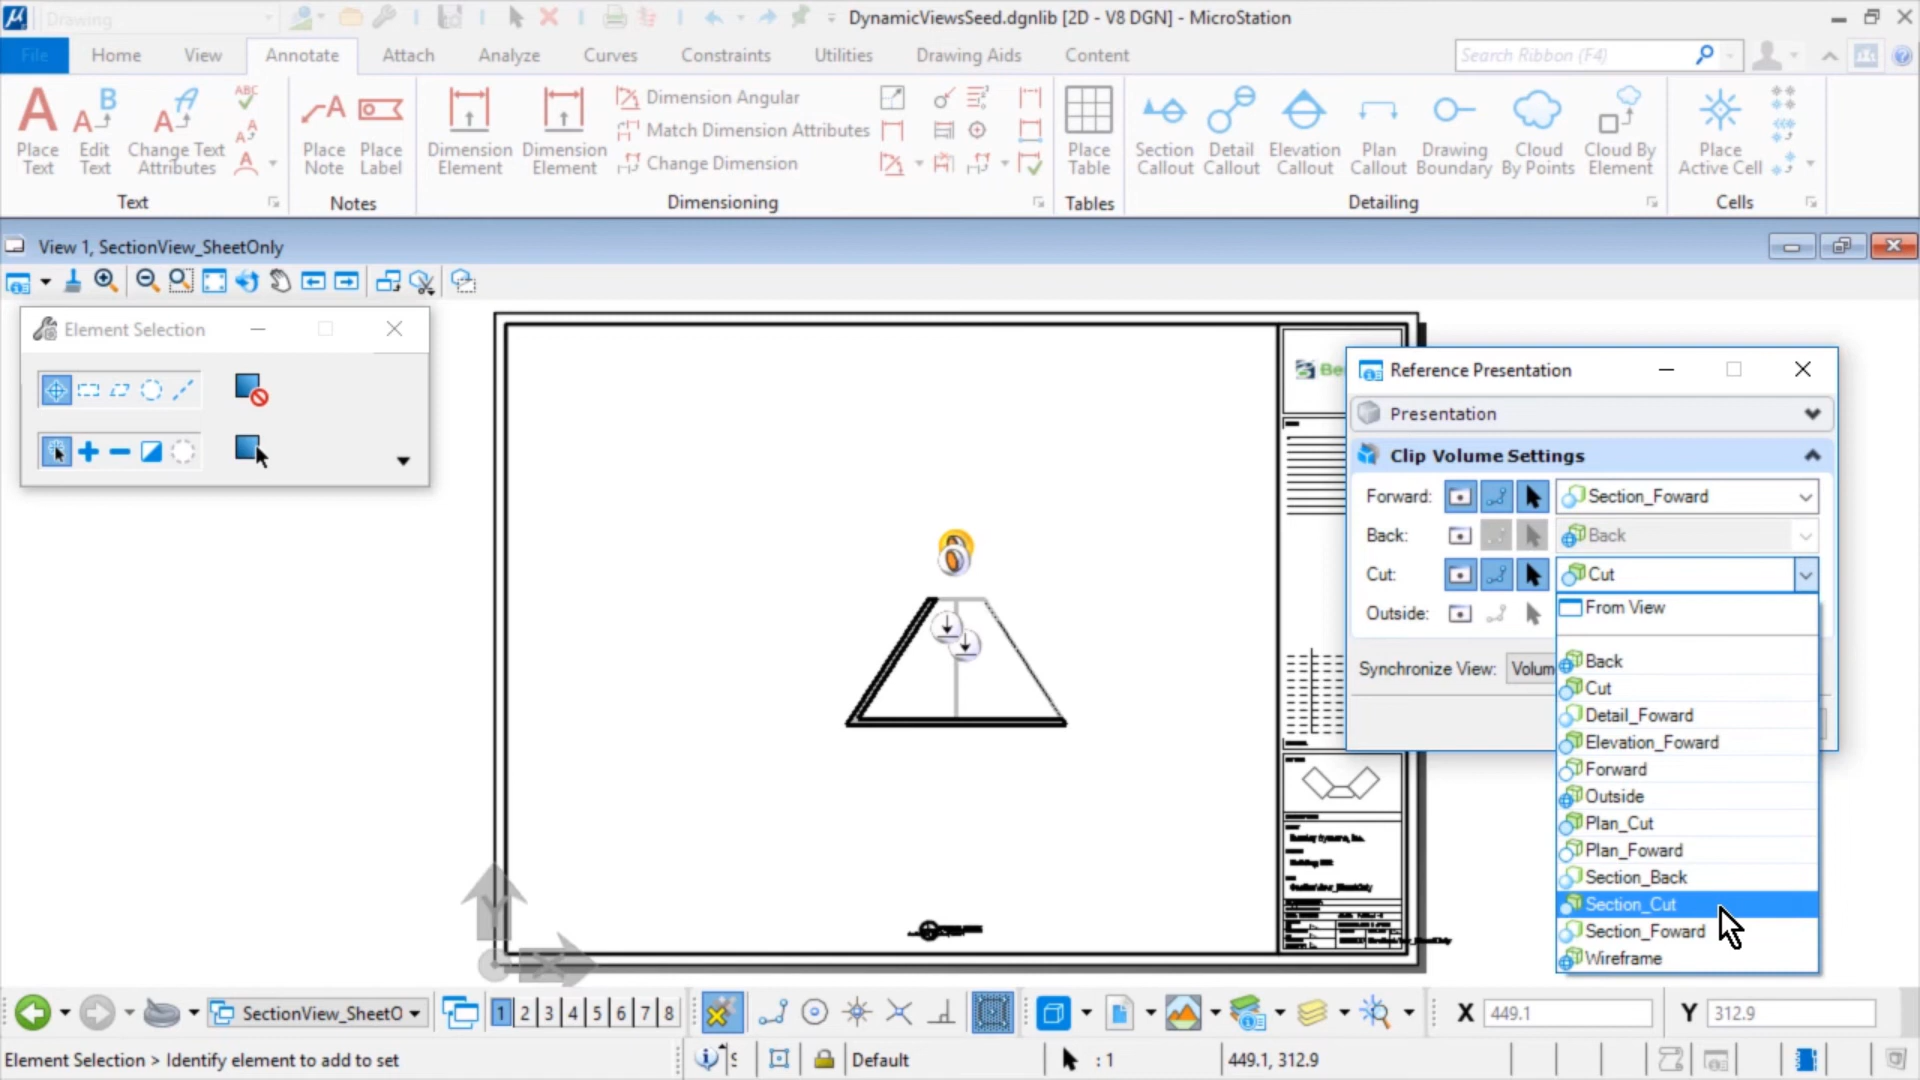 Drawing
DynamicViewsSeed.dgnlib [2D - V8 DGN] - MicroStation
File
Home
View
Annotate
Attach
Analyze
Curves
Constraints
Utilities
Drawing Aids
Content
Search Ribbon (F4)
Place Text
Edit Text
Change Text Attributes
ABC
Text
Place Note
Place Label
Notes
Dimension Element
Dimension Element
Dimension Angular
Match Dimension Attributes
Change Dimension
Dimensioning
Place Table
Tables
Section Callout
Detail Callout
Elevation Callout
Plan Callout
Drawing Boundary
Cloud By Points
Cloud By Element
Detailing
Place Active Cell
Cells
View 1, SectionView_SheetOnly
Element Selection
Be
Reference Presentation
Presentation
Clip Volume Settings
Forward:
Section_Foward
Back:
Back
Cut:
Cut
Outside:
Synchronize View:
Volum
From View
Back
Cut
Detail_Foward
Elevation_Foward
Forward
Outside
Plan_Cut
Plan_Foward
Section_Back
Section_Cut
Section_Foward
Wireframe
Y
X
SectionView_SheetO
1 2 3 4 5 6 7 8
X 449.1
Y 312.9
Element Selection > Identify element to add to set
Default
: 1
449.1, 312.9